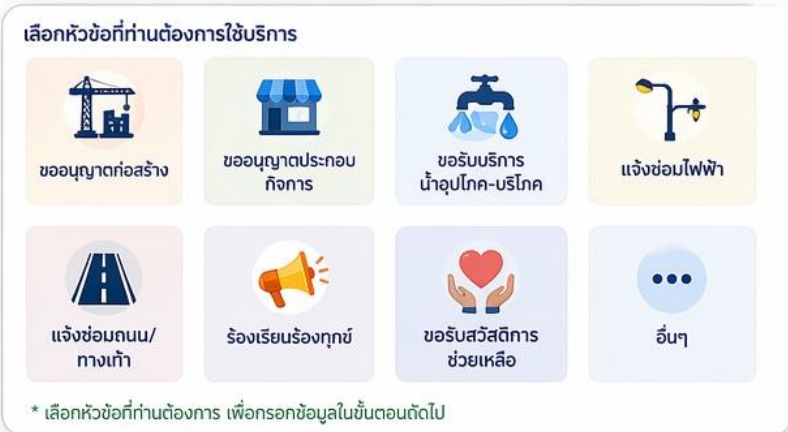 เลือกหัวข้อที่ท่านต้องการใช้บริการ
ขออนุญาตก่อสร้าง
ขออนุญาตประกอบ
กิจการ
ขอรับบริการ
น้ำอุปโภค-บริโภค
แจ้งซ่อมไฟฟ้า
แจ้งซ่อมถนน/
ทางเท้า
ร้องเรียนร้องทุกข์
ขอรับสวัสดิการ
ช่วยเหลือ
อื่นๆ
* เลือกหัวข้อที่ท่านต้องการ เพื่อกรอกข้อมูลในขั้นตอนถัดไป